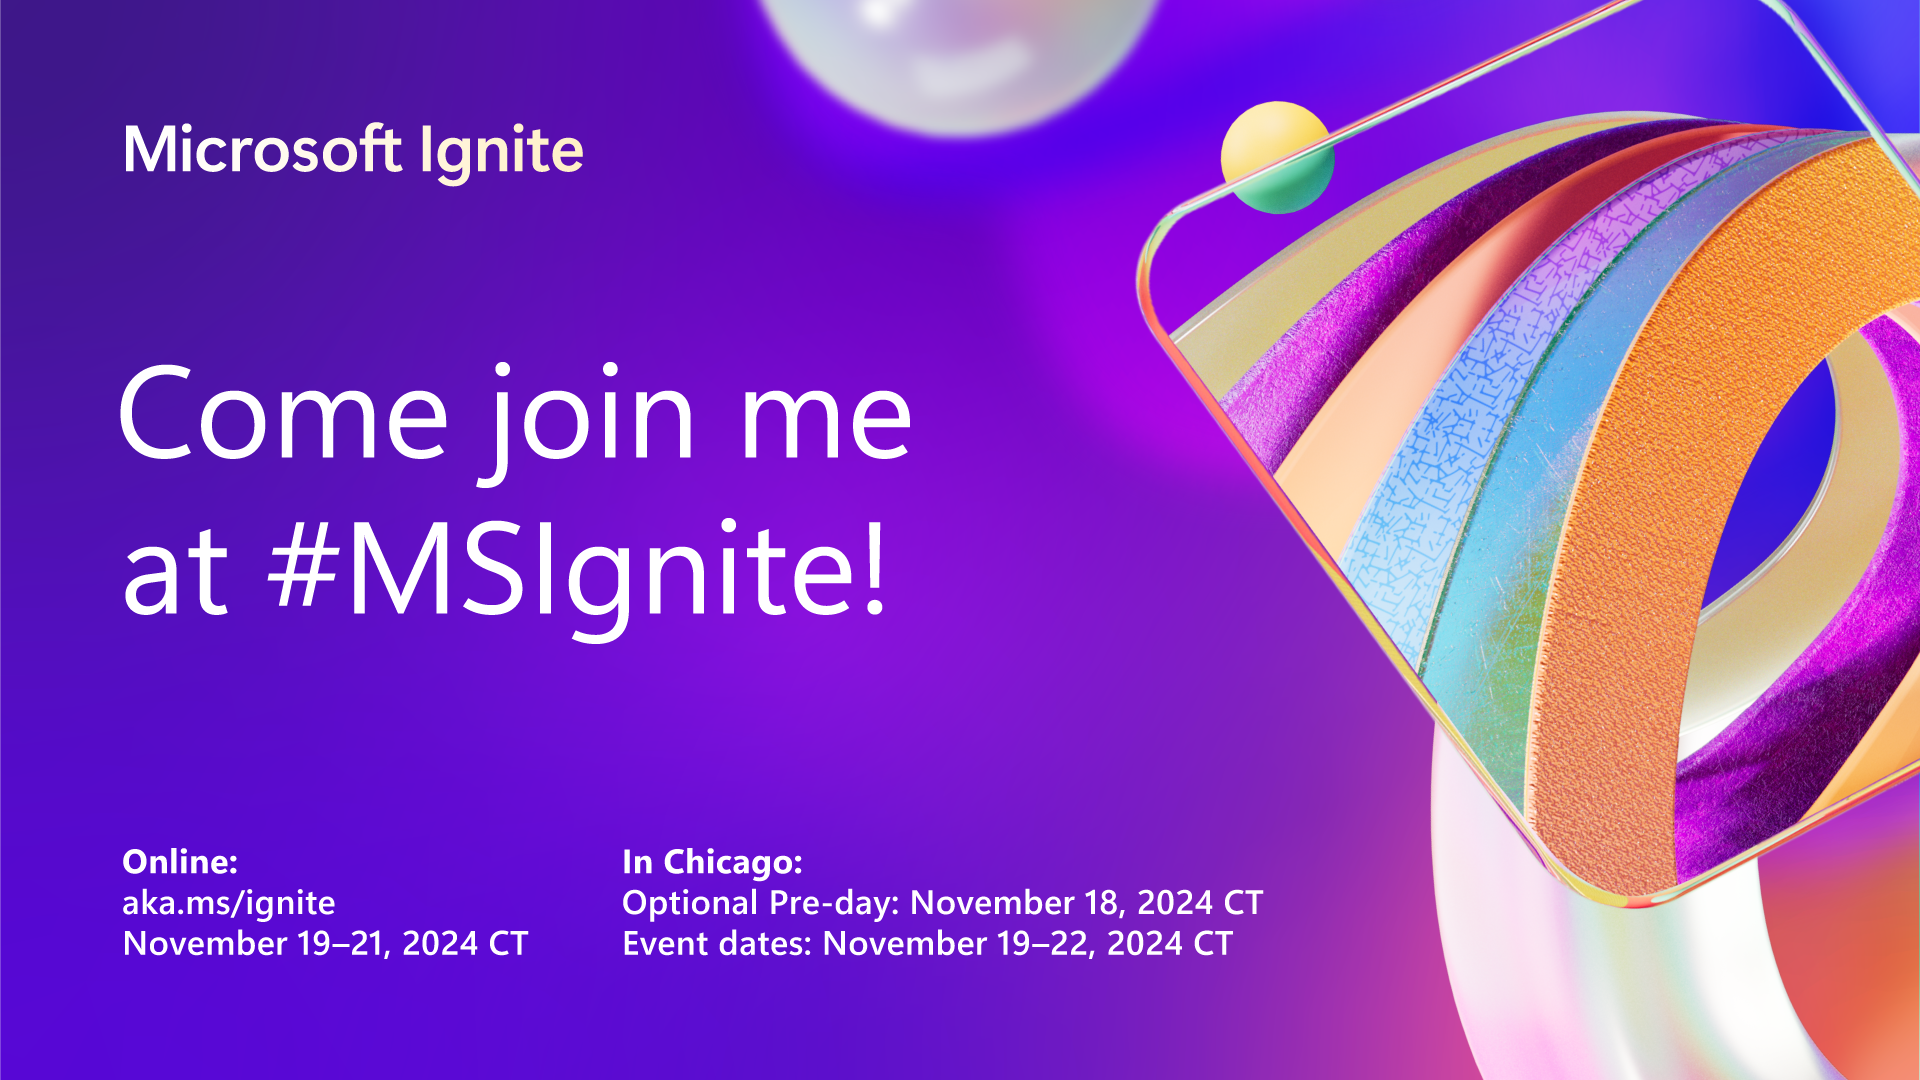 Microsoft Ignite
Come join me
at #MSIgnite!
Online:
aka.ms/ignite
November 19–21, 2024 CT
In Chicago:
Optional Pre-day: November 18, 2024 CT
Event dates: November 19–22, 2024 CT